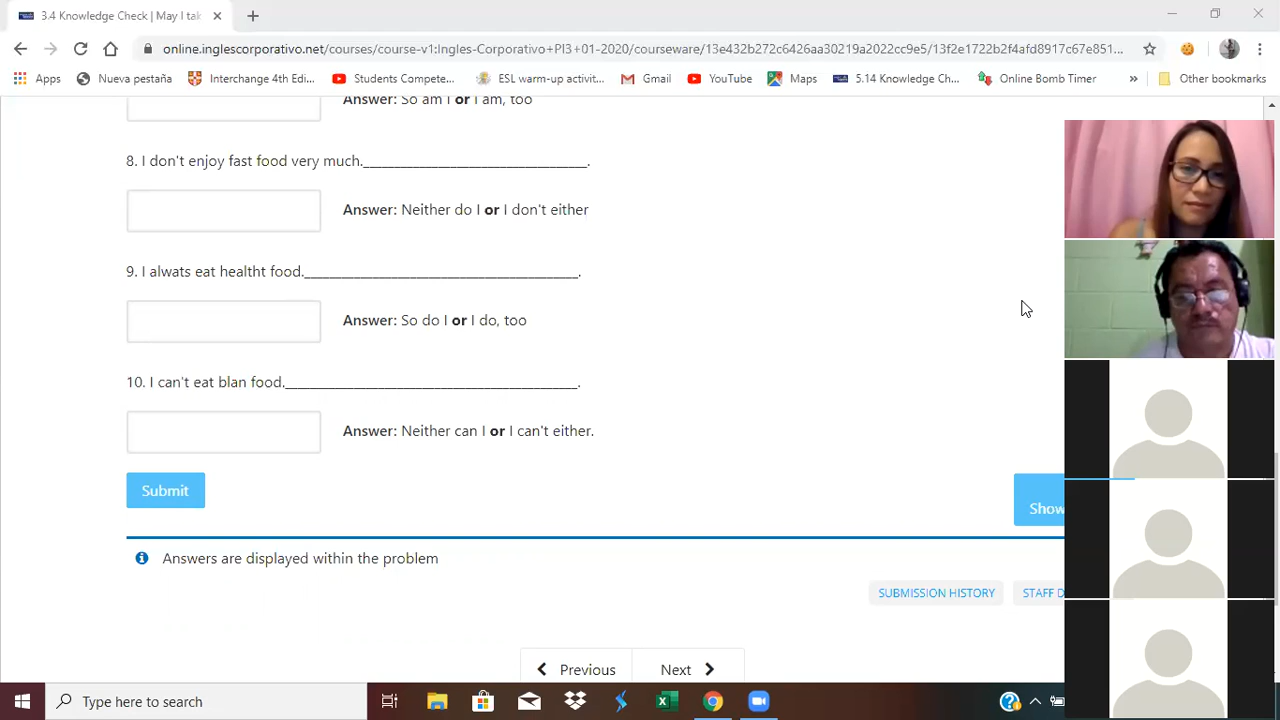 3.4 Knowledge Check | May I tak
online.inglescorporativo.net/courses/course-v1:Ingles-Corporativo+PI3+01-2020/courseware/13e432b272c6426aa30219a2022cc9e5/13f2e1722b2f4afd8917c67e851...
Apps Nueva pestaña Interchange 4th Edi... Students Compete... ESL warm-up activit... Gmail YouTube Maps 5.14 Knowledge Ch... Online Bomb Timer » Other bookmarks
Answer: So am I or I am, too
8. I don't enjoy fast food very much.________________________________.
Answer: Neither do I or I don't either
9. I alwats eat healtht food.________________________________.
Answer: So do I or I do, too
10. I can't eat blan food.________________________________.
Answer: Neither can I or I can't either.
Submit
Show
Answers are displayed within the problem
SUBMISSION HISTORY STAFF D
Previous Next
Type here to search